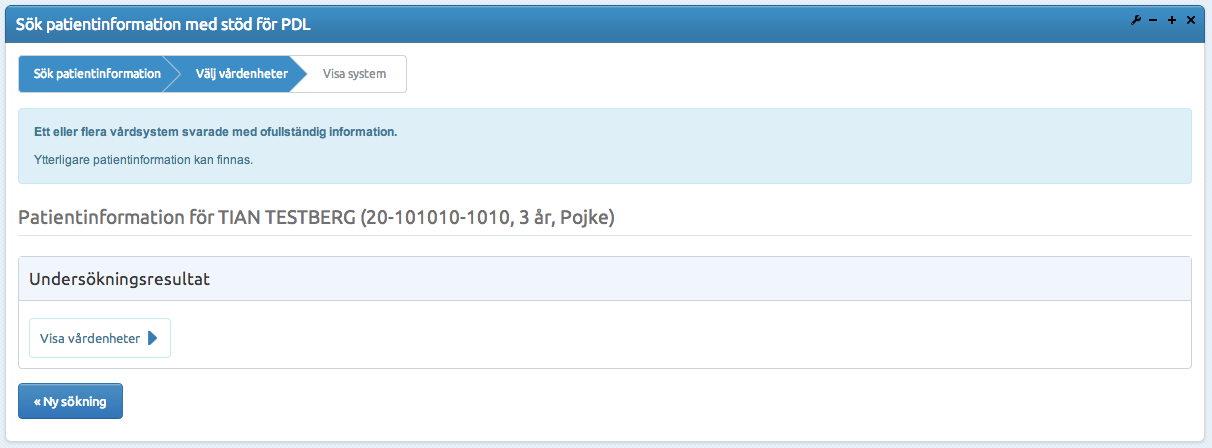 Sök patientinformation med stöd för PDL
Sök patientinformation
Välj vårdenheter
Visa system
Ett eller flera vårdsystem svarade med ofullständig information.
Ytterligare patientinformation kan finnas.
Patientinformation för TIAN TESTBERG (20-101010-1010, 3 år, Pojke)
Undersökningsresultat
Visa vårdenheter
« Ny sökning